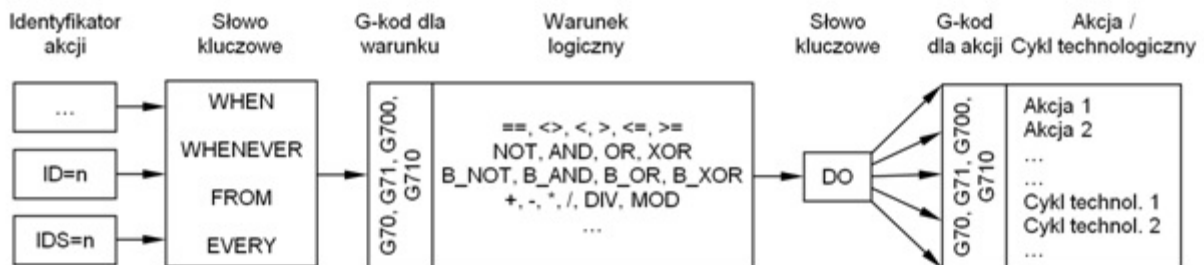 Identyfikator akcji
Słowo kluczowe
G-kod dla warunku
Warunek logiczny
Słowo kluczowe
G-kod dla akcji
Akcja / Cykl technologiczny
...
ID=n
IDS=n
WHEN
WHENEVER
FROM
EVERY
G70, G71, G700,
G710
==, <>, <, >, <=, >=
NOT, AND, OR, XOR
B_NOT, B_AND, B_OR, B_XOR
+, -, *, /, DIV, MOD
...
DO
G70, G71, G700,
G710
Akcja 1
Akcja 2
...
...
Cykl technol. 1
Cykl technol. 2
...